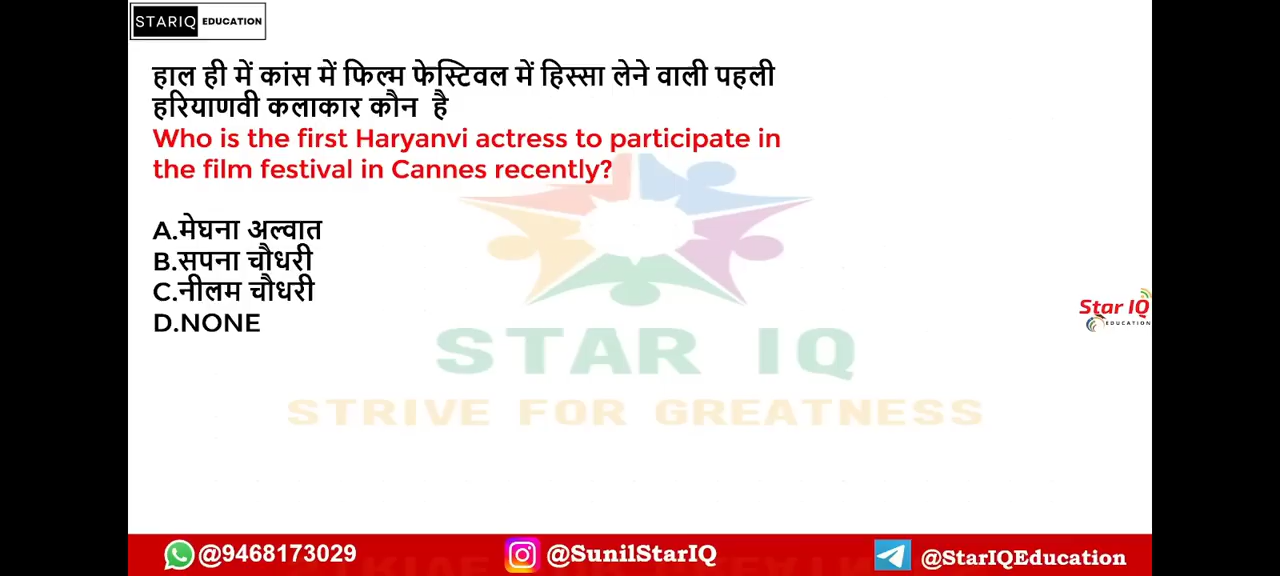 STARIQ EDUCATION
हाल ही में कांस में फिल्म फेस्टिवल में हिस्सा लेने वाली पहली
हरियाणवी कलाकार कौन है
Who is the first Haryanvi actress to participate in
the film festival in Cannes recently?
A.मेघना अल्वात
B.सपना चौधरी
C.नीलम चौधरी
D.NONE
Star IQ
EDUCATION
STAR IQ
STRIVE FOR GREATNESS
@9468173029 @SunilStarIQ @StarIQEducation